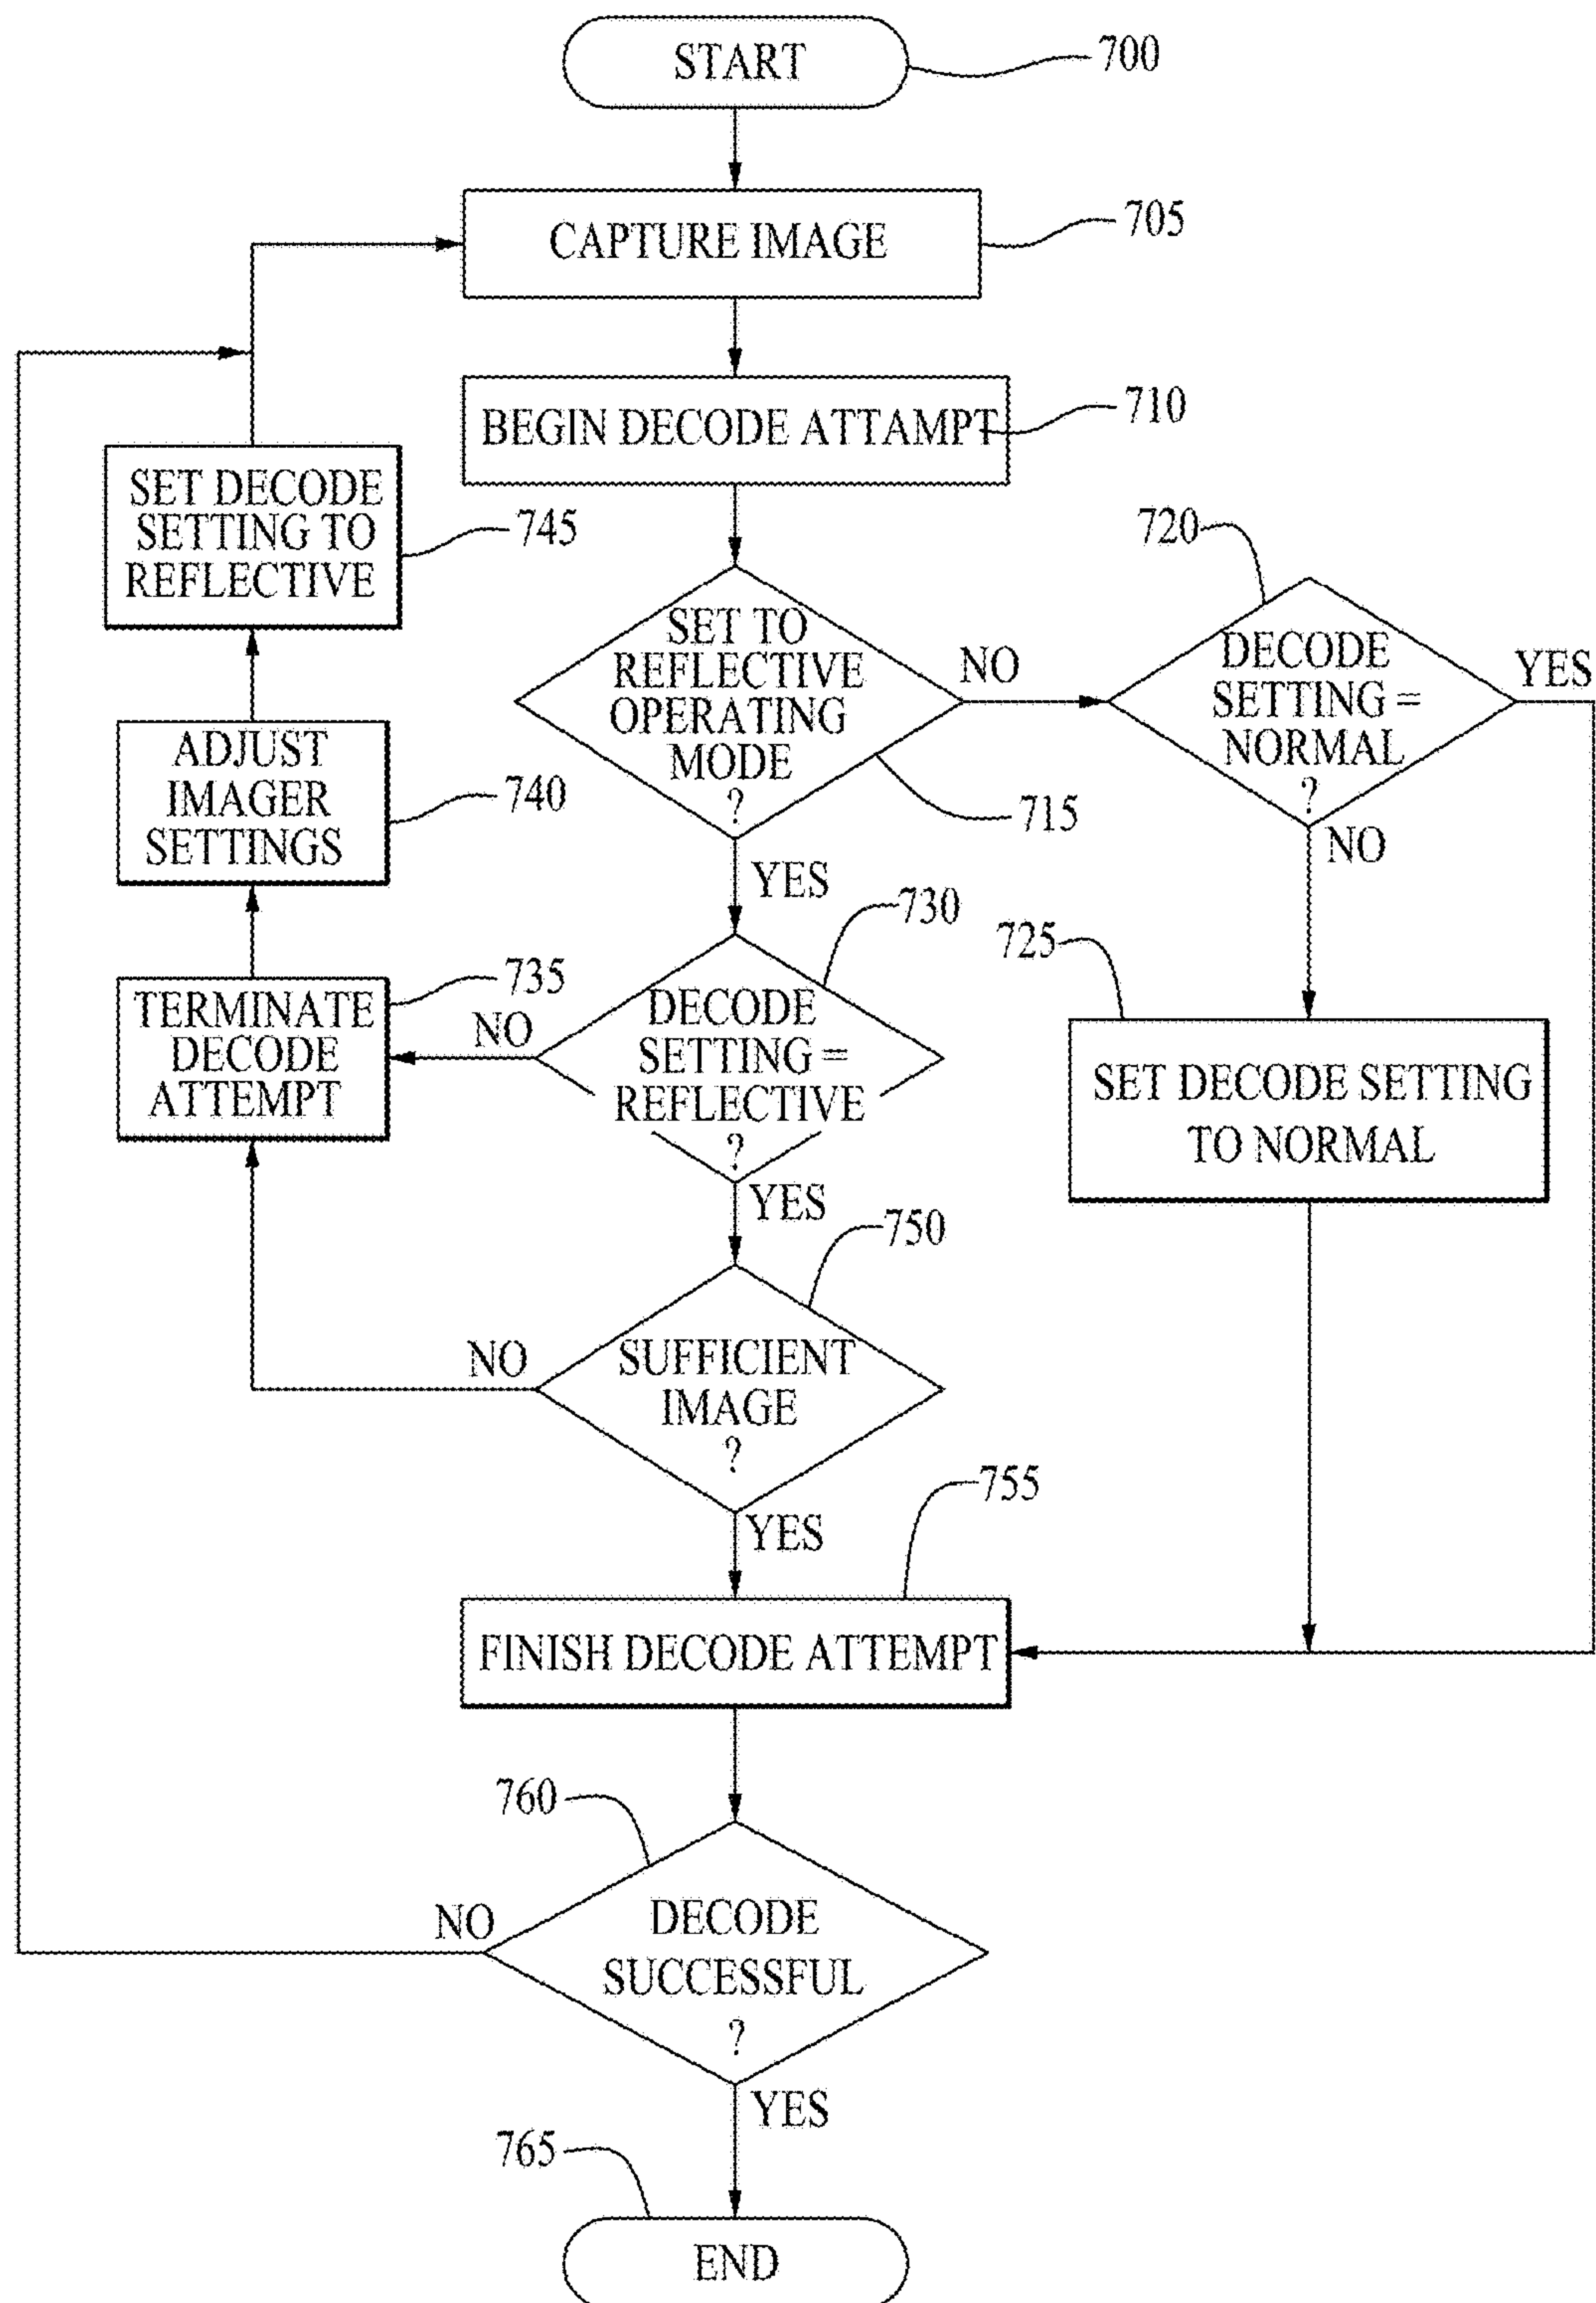 START
700
CAPTURE IMAGE
705
BEGIN DECODE ATTAMPT
710
SET DECODE
SETTING TO
REFLECTIVE
745
720
SET TO
REFLECTIVE
OPERATING
MODE
?
NO
DECODE
SETTING =
NORMAL
?
YES
715
NO
YES
ADJUST
IMAGER
SETTINGS
740
730
725
TERMINATE
DECODE
ATTEMPT
735
NO
DECODE
SETTING =
REFLECTIVE
?
YES
SET DECODE SETTING
TO NORMAL
750
NO
SUFFICIENT
IMAGE
?
YES
755
FINISH DECODE ATTEMPT
760
NO
DECODE
SUCCESSFUL
?
YES
765
END